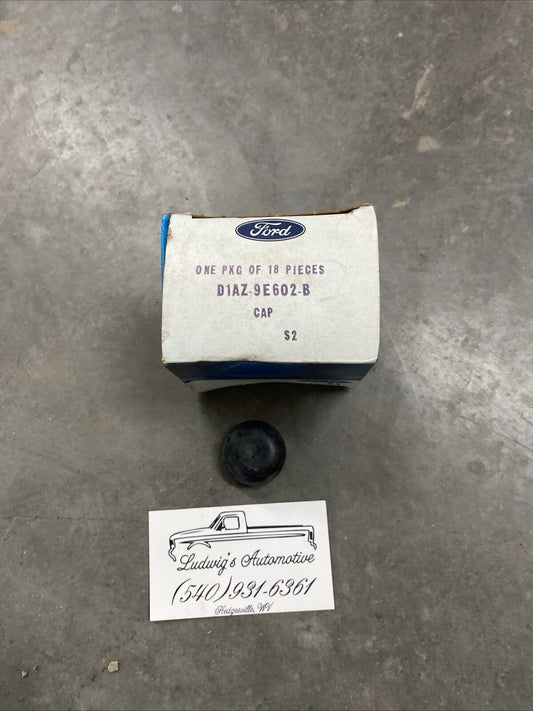 Ford
ONE PKG OF 18 PIECES
D1AZ-9E602-B
CAP
S2
Ludwig's Automotive
(540)931-6361
Hedgesville, WV